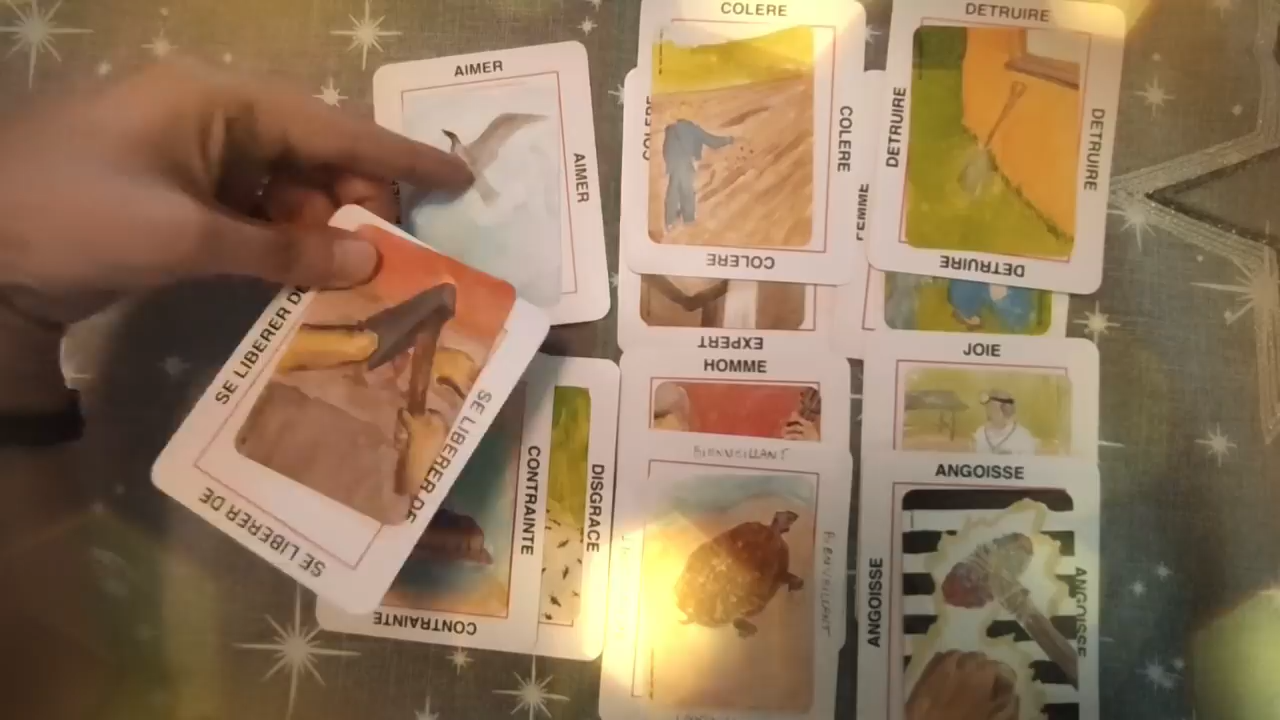 AIMER
AIMER
COLERE
COLERE
COLERE
COLERE
DETRUIRE
DETRUIRE
DETRUIRE
DETRUIRE
FEMME
SE LIBERER DE
SE LIBERER DE
SE LIBERER DE
EXPERT
HOMME
JOIE
CONTRAINTE
CONTRAINTE
DISGRACE
BIENVEILLANT
BIENVEILLANT
ANGOISSE
ANGOISSE
ANGOISSE